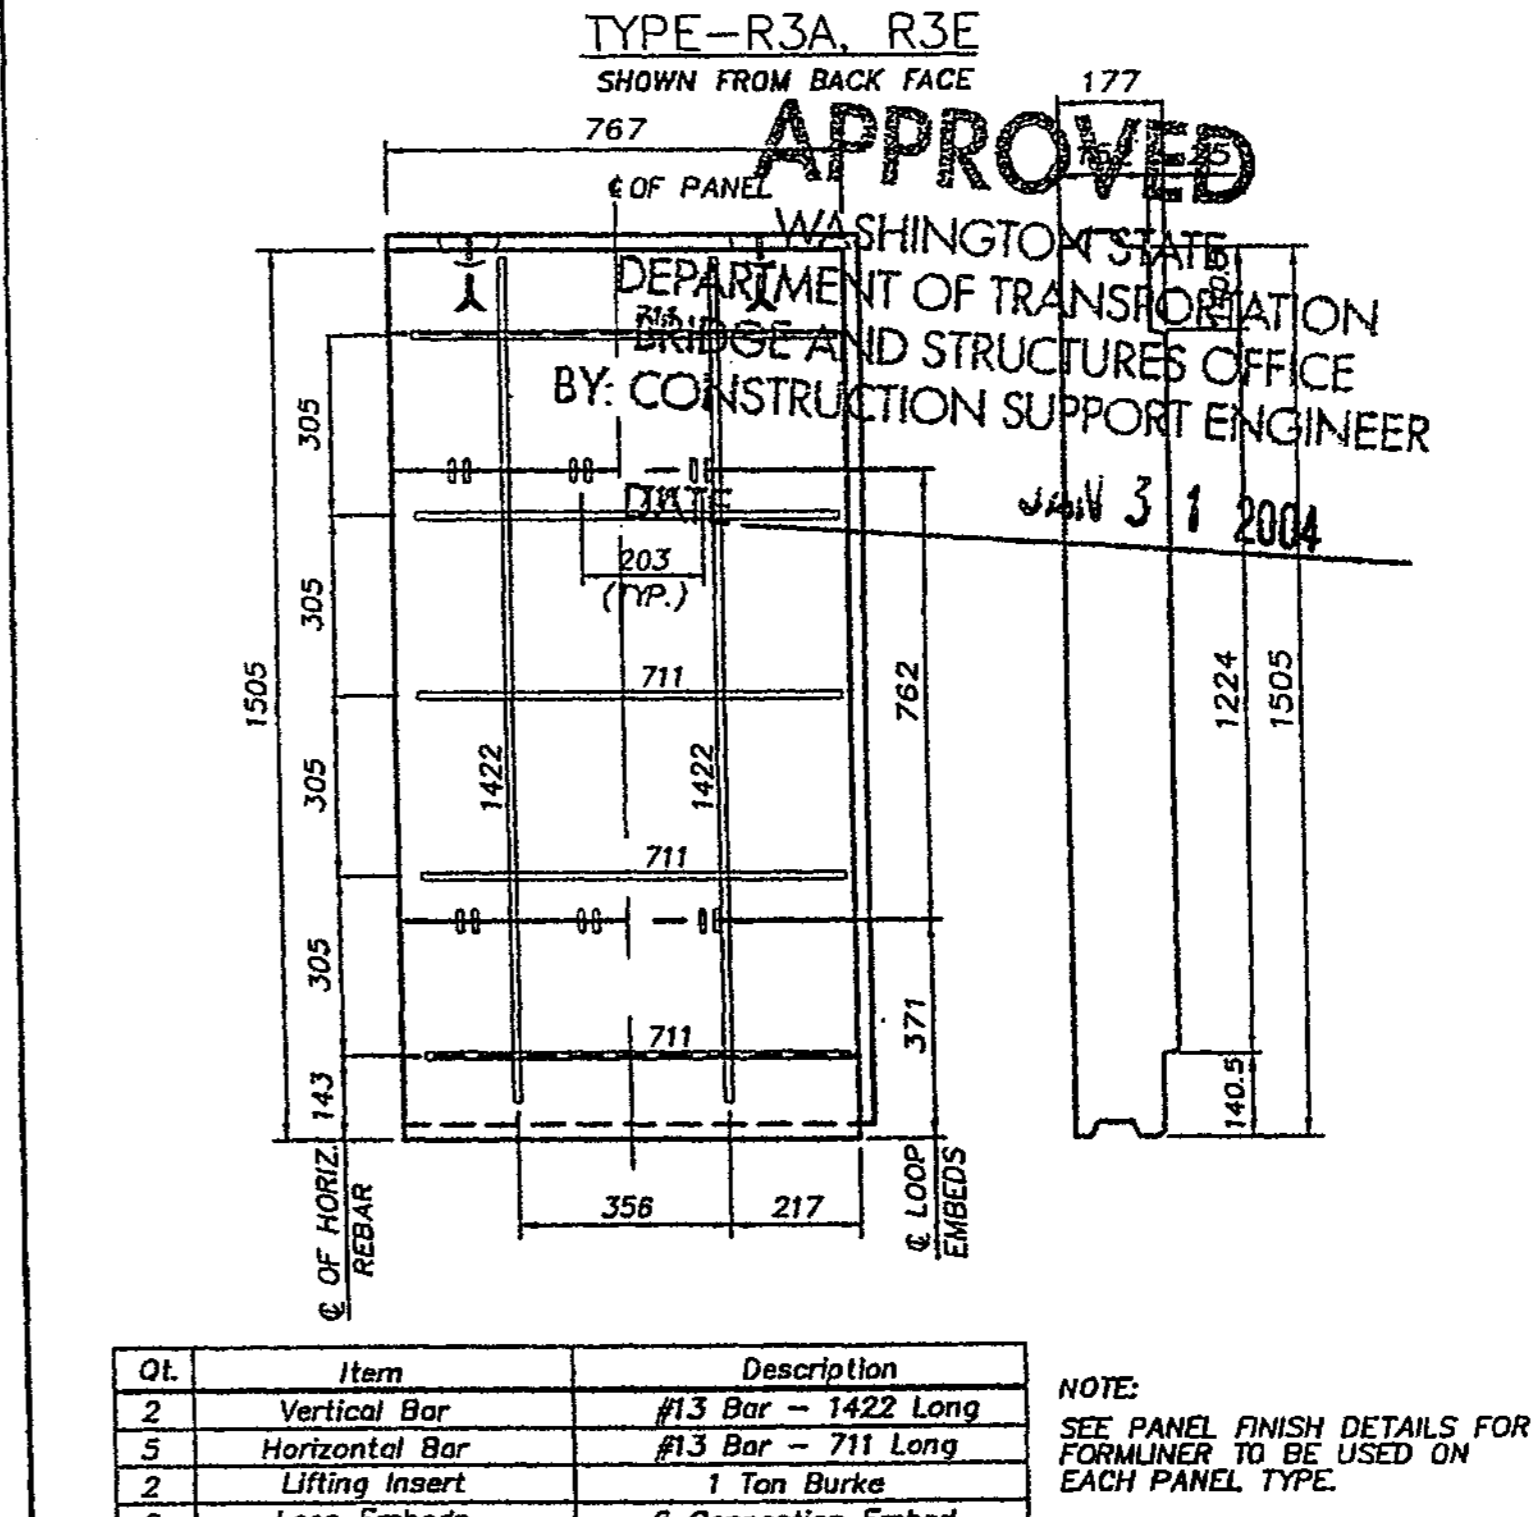 TYPE-R3A, R3E
SHOWN FROM BACK FACE
177
767
APPROVED
℄ OF PANEL
WASHINGTON STATE
DEPARTMENT OF TRANSPORTATION
BRIDGE AND STRUCTURES OFFICE
BY: CONSTRUCTION SUPPORT ENGINEER
DATE
JAN 3 1 2004
305
203
(TYP.)
305
1505
711
762
1224
1505
305
1422
1422
711
305
711
371
140.5
143
356
217
℄ OF HORIZ.
REBAR
℄ LOOP
EMBEDS
Qt. Item Description
2 Vertical Bar #13 Bar - 1422 Long
5 Horizontal Bar #13 Bar - 711 Long
2 Lifting Insert 1 Ton Burke
NOTE:
SEE PANEL FINISH DETAILS FOR
FORMLINER TO BE USED ON
EACH PANEL TYPE.